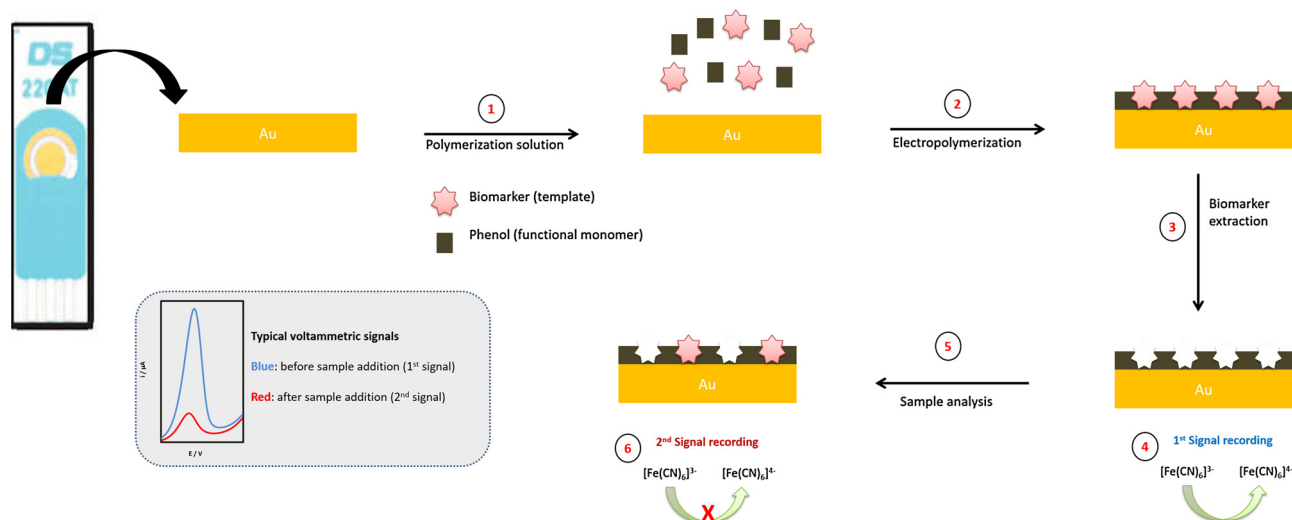 DS
220AT
Au
1
Polymerization solution
Au
2
Electropolymerization
Au
Biomarker (template)
Phenol (functional monomer)
3
Biomarker
extraction
Typical voltammetric signals
Blue: before sample addition (1st signal)
Red: after sample addition (2nd signal)
i / µA
E / V
Au
5
Sample analysis
Au
6
2nd Signal recording
[Fe(CN)6]3- [Fe(CN)6]4-
X
4
1st Signal recording
[Fe(CN)6]3- [Fe(CN)6]4-